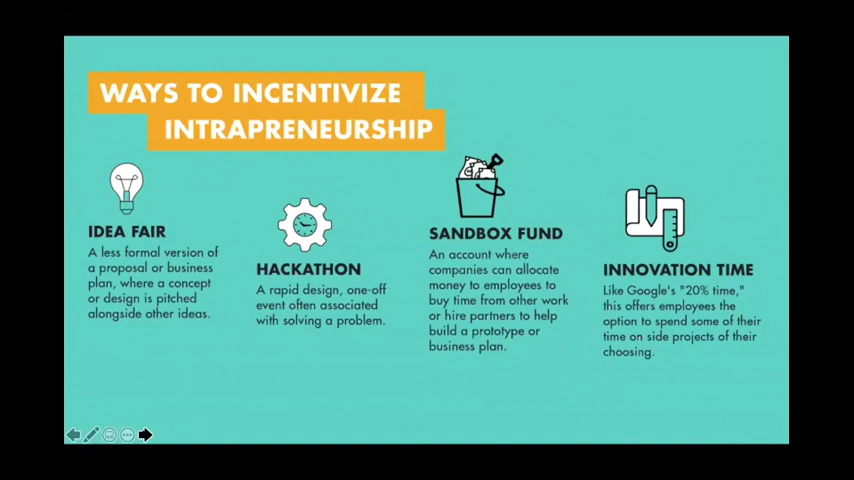 WAYS TO INCENTIVIZE
INTRAPRENEURSHIP
IDEA FAIR
A less formal version of
a proposal or business
plan, where a concept
or design is pitched
alongside other ideas.
HACKATHON
A rapid design, one-off
event often associated
with solving a problem.
SANDBOX FUND
An account where
companies can allocate
money to employees to
buy time from other work
or hire partners to help
build a prototype or
business plan.
INNOVATION TIME
Like Google's "20% time,"
this offers employees the
option to spend some of their
time on side projects of their
choosing.